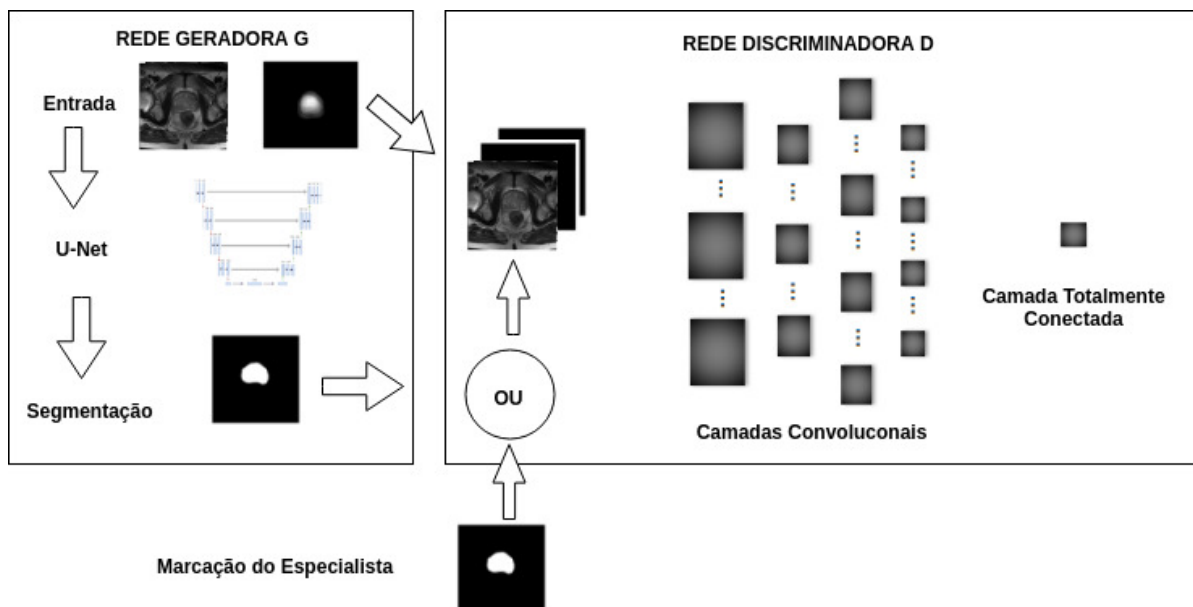 REDE GERADORA G
Entrada
U-Net
Segmentação
REDE DISCRIMINADORA D
OU
Camadas Convoluconais
Camada Totalmente
Conectada
Marcação do Especialista